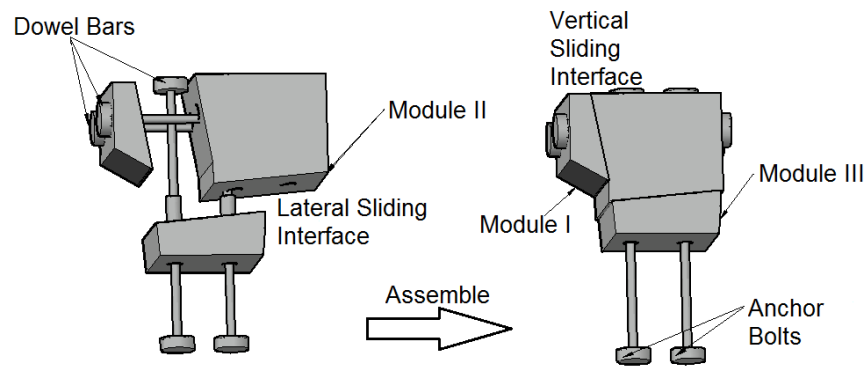 Dowel Bars
Module II
Lateral Sliding
Interface
Assemble
Vertical
Sliding
Interface
Module I
Module III
Anchor
Bolts